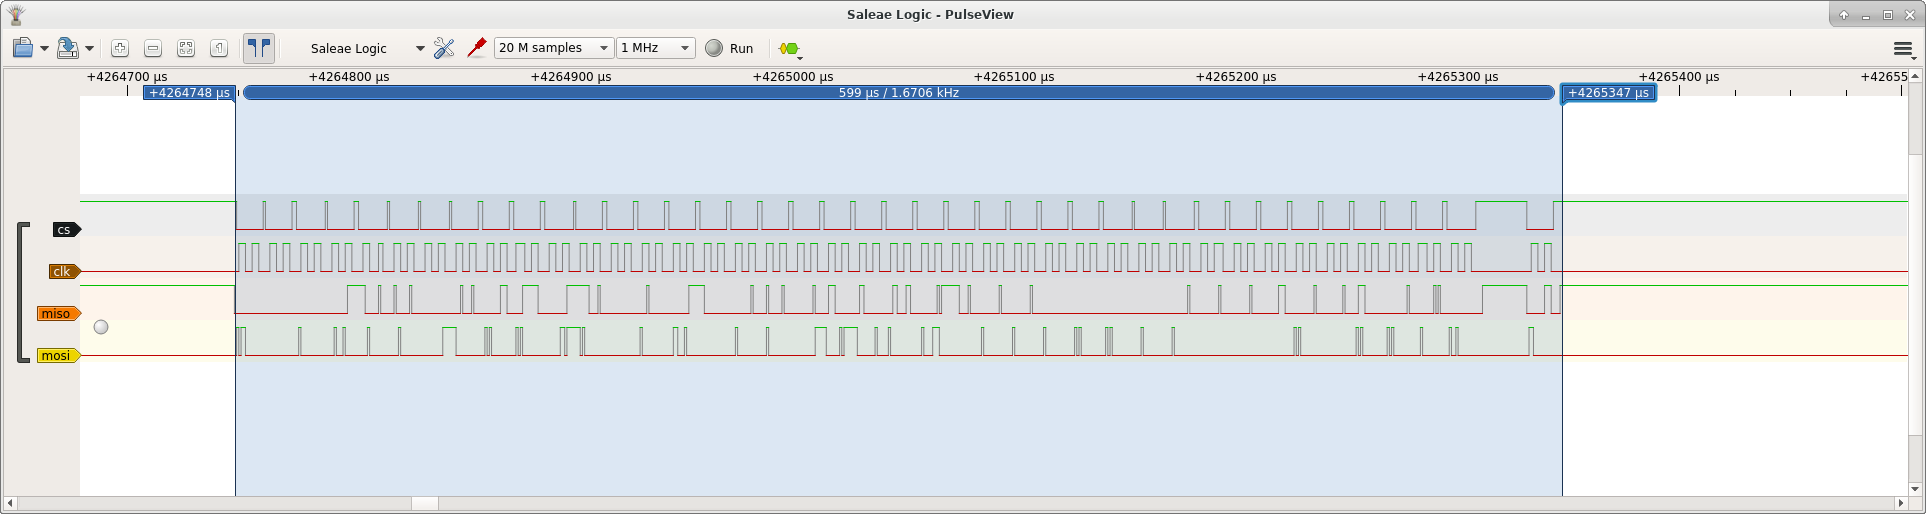 Saleae Logic - PulseView
Saleae Logic 20 M samples 1 MHz Run
+4264700 µs +4264800 µs +4264900 µs +4265000 µs +4265100 µs +4265200 µs +4265300 µs +4265400 µs +42655
+4264748 µs 599 µs / 1.6706 kHz +4265347 µs
cs
clk
miso
mosi